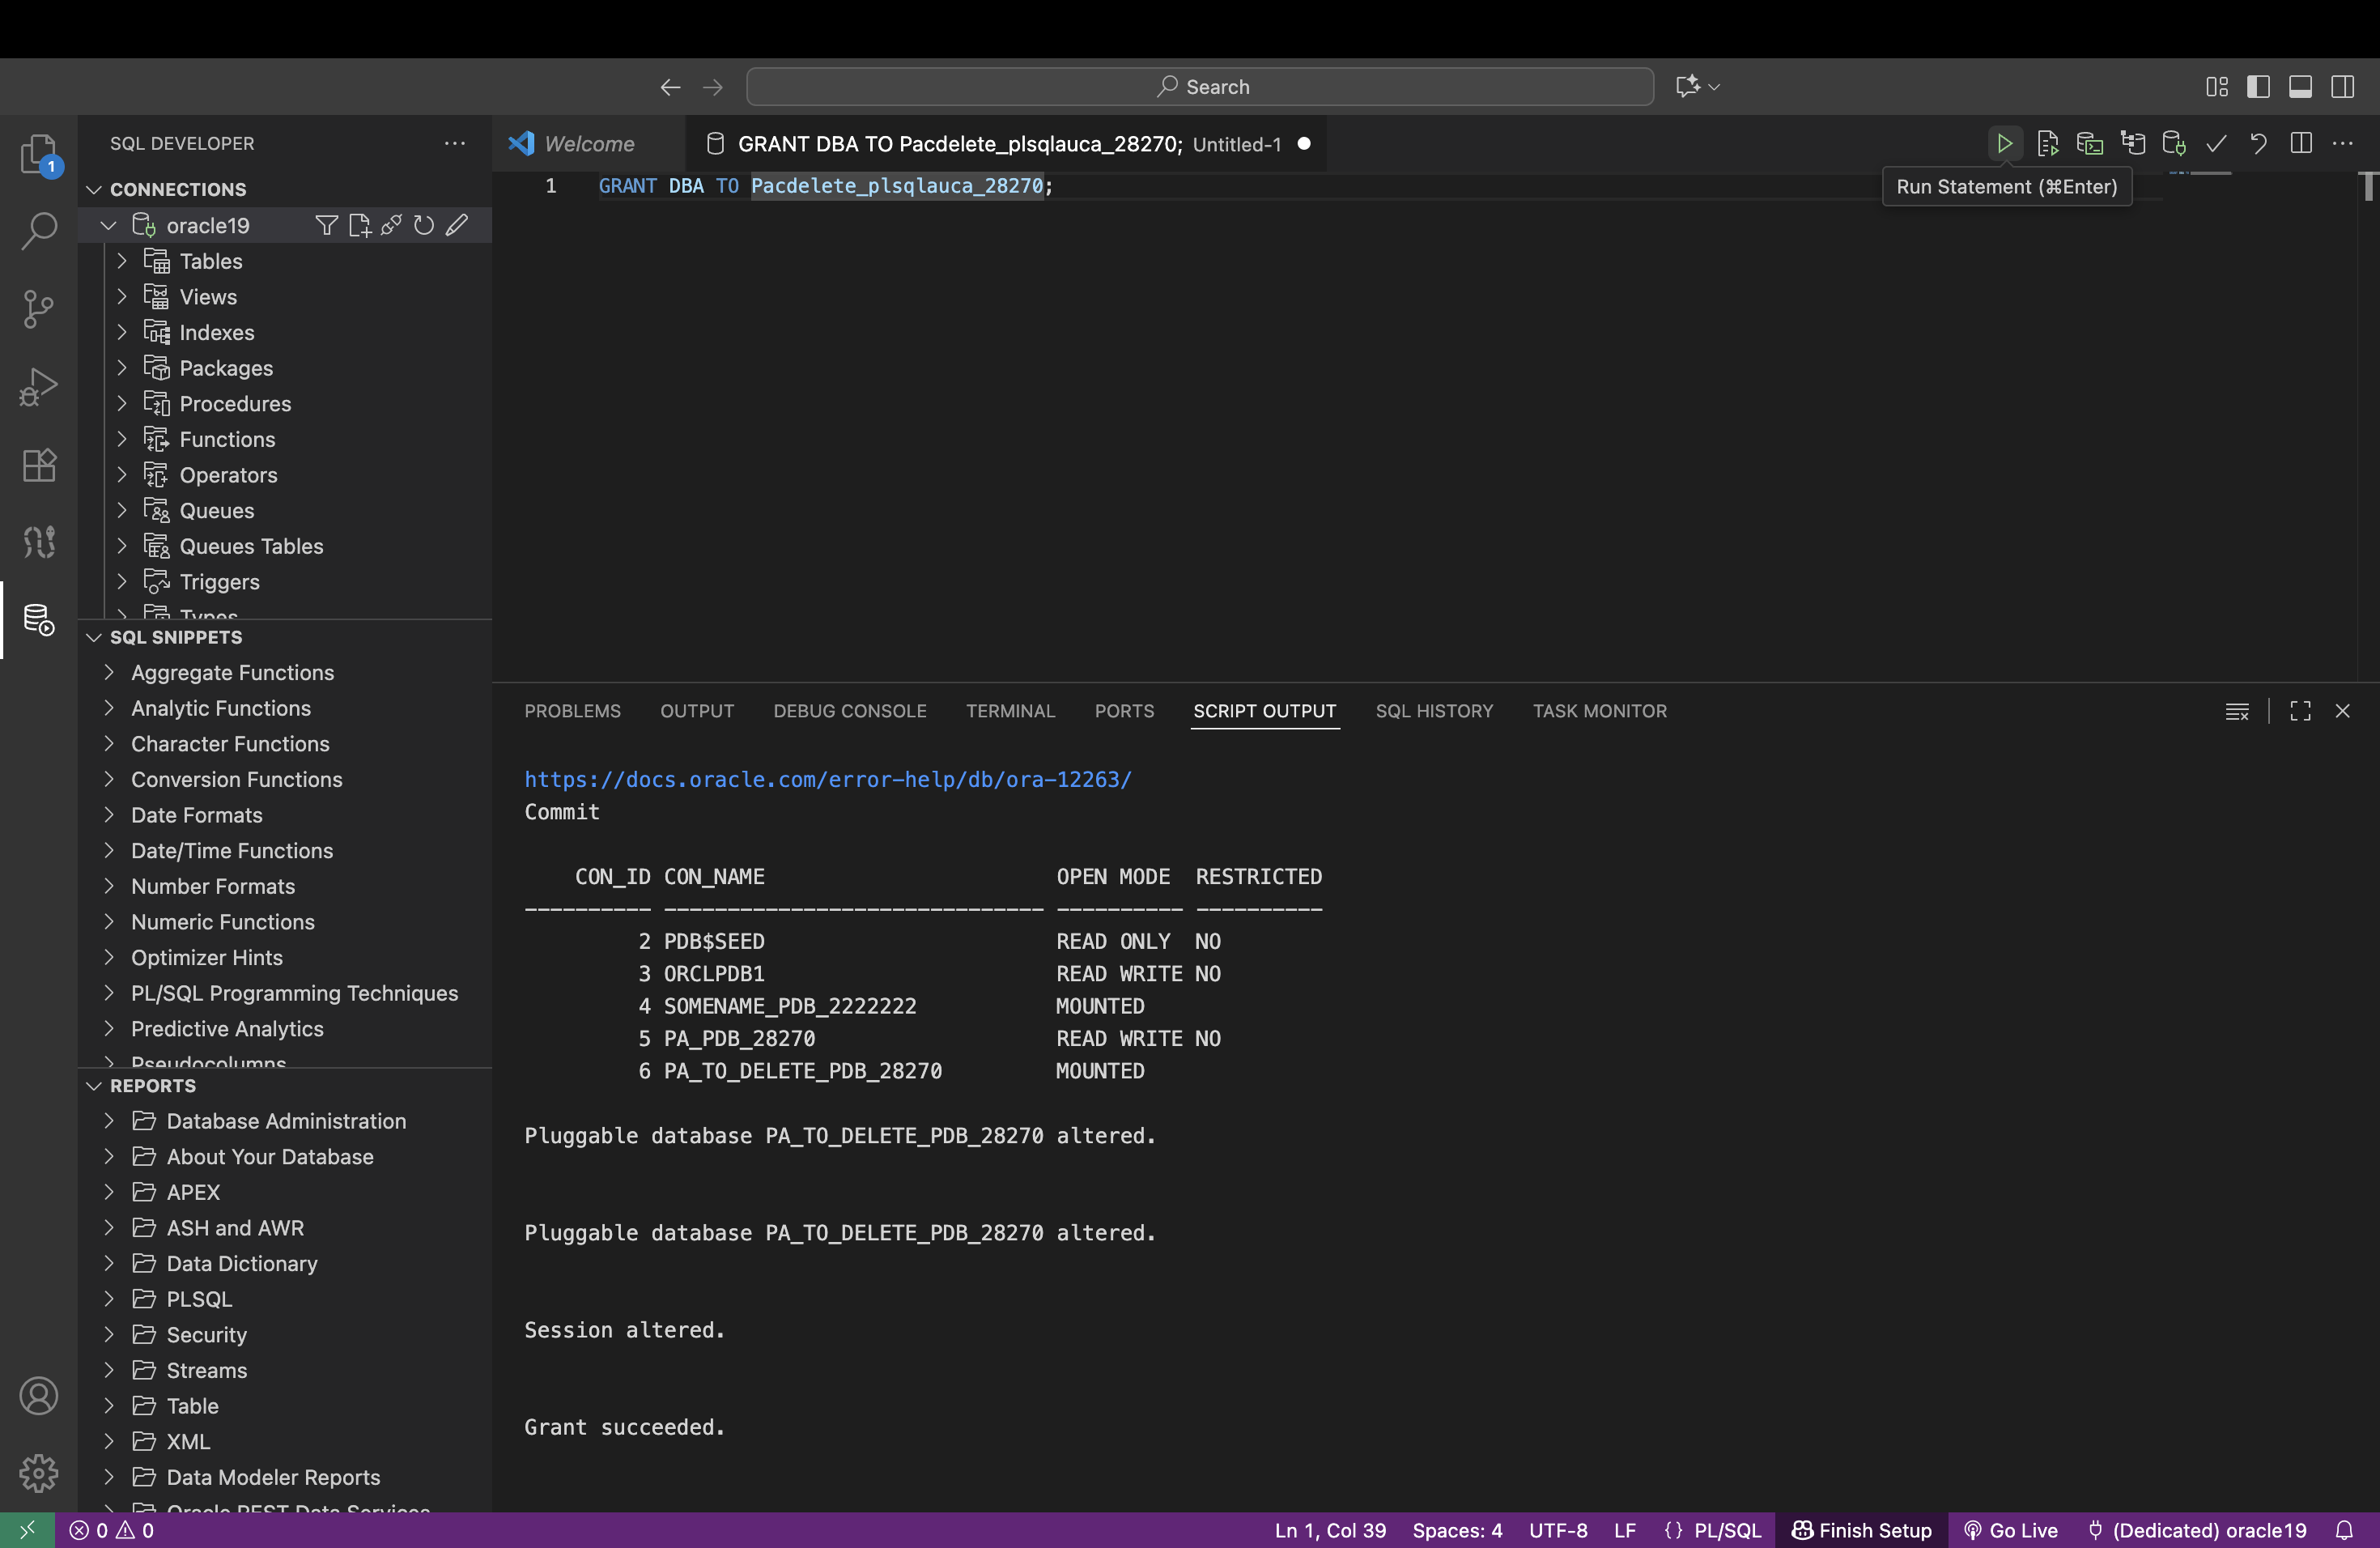 Search
SQL DEVELOPER
Welcome
GRANT DBA TO Pacdelete_plsqlauca_28270; Untitled-1
1
CONNECTIONS
1 GRANT DBA TO Pacdelete_plsqlauca_28270;
Run Statement (⌘Enter)
oracle19
Tables
Views
Indexes
Packages
Procedures
Functions
Operators
Queues
Queues Tables
Triggers
Types
SQL SNIPPETS
Aggregate Functions
Analytic Functions
Character Functions
Conversion Functions
Date Formats
Date/Time Functions
Number Formats
Numeric Functions
Optimizer Hints
PL/SQL Programming Techniques
Predictive Analytics
Pseudocolumns
REPORTS
Database Administration
About Your Database
APEX
ASH and AWR
Data Dictionary
PLSQL
Security
Streams
Table
XML
Data Modeler Reports
Oracle REST Data Services
PROBLEMS OUTPUT DEBUG CONSOLE TERMINAL PORTS SCRIPT OUTPUT SQL HISTORY TASK MONITOR
https://docs.oracle.com/error-help/db/ora-12263/
Commit
CON_ID CON_NAME OPEN MODE RESTRICTED
---------- ------------------------------ ---------- ----------
2 PDB$SEED READ ONLY NO
3 ORCLPDB1 READ WRITE NO
4 SOMENAME_PDB_2222222 MOUNTED
5 PA_PDB_28270 READ WRITE NO
6 PA_TO_DELETE_PDB_28270 MOUNTED
Pluggable database PA_TO_DELETE_PDB_28270 altered.
Pluggable database PA_TO_DELETE_PDB_28270 altered.
Session altered.
Grant succeeded.
0 0 Ln 1, Col 39 Spaces: 4 UTF-8 LF {} PL/SQL Finish Setup Go Live (Dedicated) oracle19